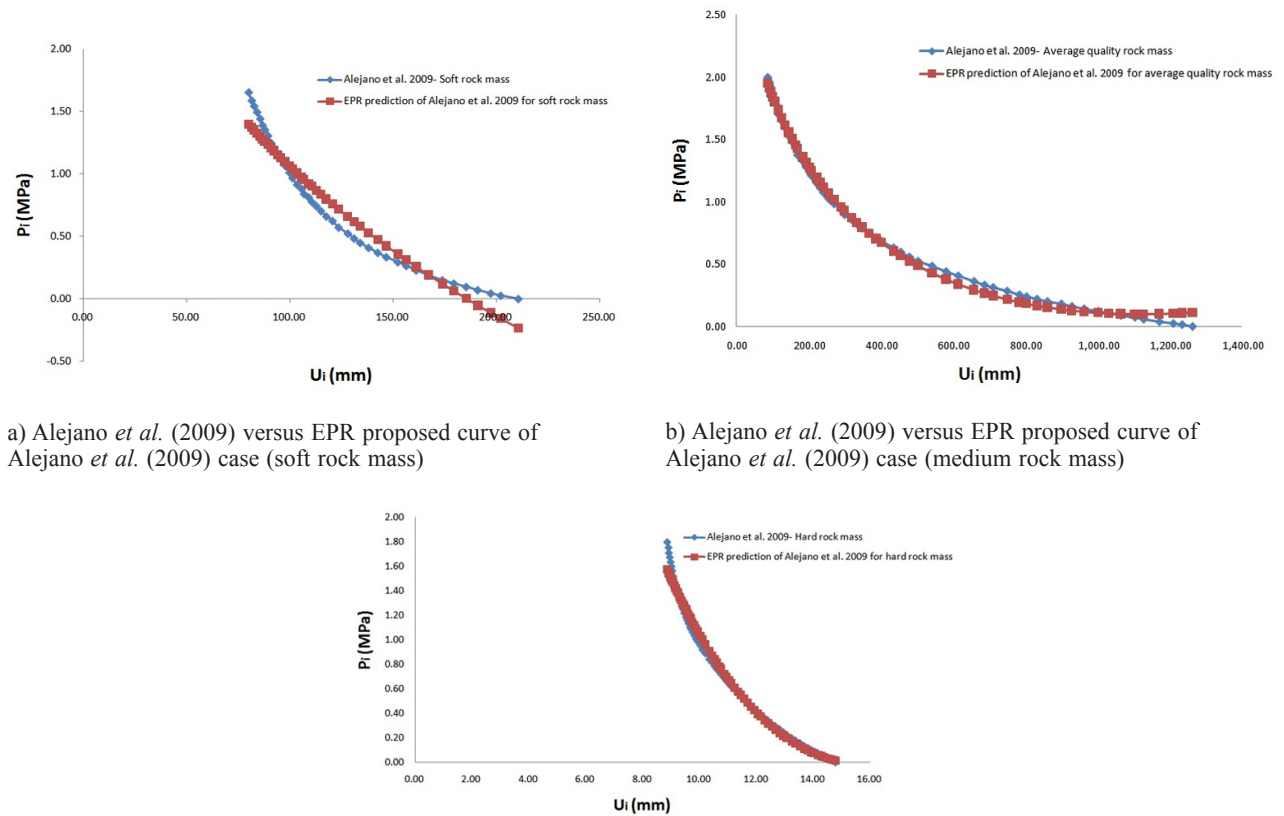 2.00
1.50
1.00
0.50
0.00
-0.50
0.00
50.00
100.00
150.00
200.00
250.00
Pi (MPa)
Ui (mm)
Alejano et al. 2009- Soft rock mass
EPR prediction of Alejano et al. 2009 for soft rock mass
2.50
2.00
1.50
1.00
0.50
0.00
0.00
200.00
400.00
600.00
800.00
1,000.00
1,200.00
1,400.00
Pi (MPa)
Ui (mm)
Alejano et al. 2009- Average quality rock mass
EPR prediction of Alejano et al. 2009 for average quality rock mass
a) Alejano et al. (2009) versus EPR proposed curve of
Alejano et al. (2009) case (soft rock mass)
b) Alejano et al. (2009) versus EPR proposed curve of
Alejano et al. (2009) case (medium rock mass)
2.00
1.80
1.60
1.40
1.20
1.00
0.80
0.60
0.40
0.20
0.00
0.00
2.00
4.00
6.00
8.00
10.00
12.00
14.00
16.00
Pi (MPa)
Ui (mm)
Alejano et al. 2009- Hard rock mass
EPR prediction of Alejano et al. 2009 for hard rock mass